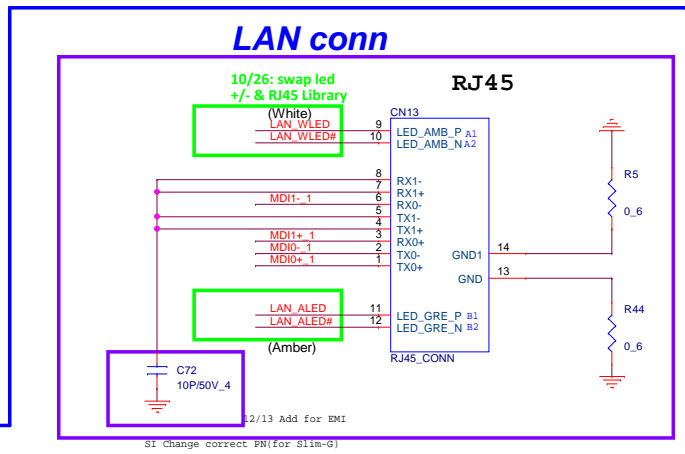 LAN conn
10/26: swap led
+/- & RJ45 Library
RJ45
(White)
CN13
LAN_WLED 9 LED_AMB_P A1
LAN_WLED# 10 LED_AMB_N A2
8 RX1-
7 RX1+
MDI1-_1 6 RX0-
5 TX1-
4 TX1+
MDI1+_1 3 RX0+
MDI0-_1 2 TX0-
MDI0+_1 1 TX0+
GND1 14
GND 13
R5
0_6
R44
0_6
LAN_ALED 11 LED_GRE_P B1
LAN_ALED# 12 LED_GRE_N B2
(Amber)
RJ45_CONN
C72
10P/50V_4
12/13 Add for EMI
SI Change correct PN(for Slim-G)